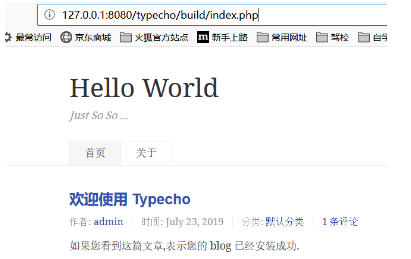 127.0.0.1:8080/typecho/build/index.php
最常访问 京东商城 火狐官方站点 新手上路 常用网址 驾校 自学
Hello World
Just So So ...
首页 关于
欢迎使用 Typecho
作者: admin 时间: July 23, 2019 分类: 默认分类 1 条评论
如果您看到这篇文章,表示您的 blog 已经安装成功.